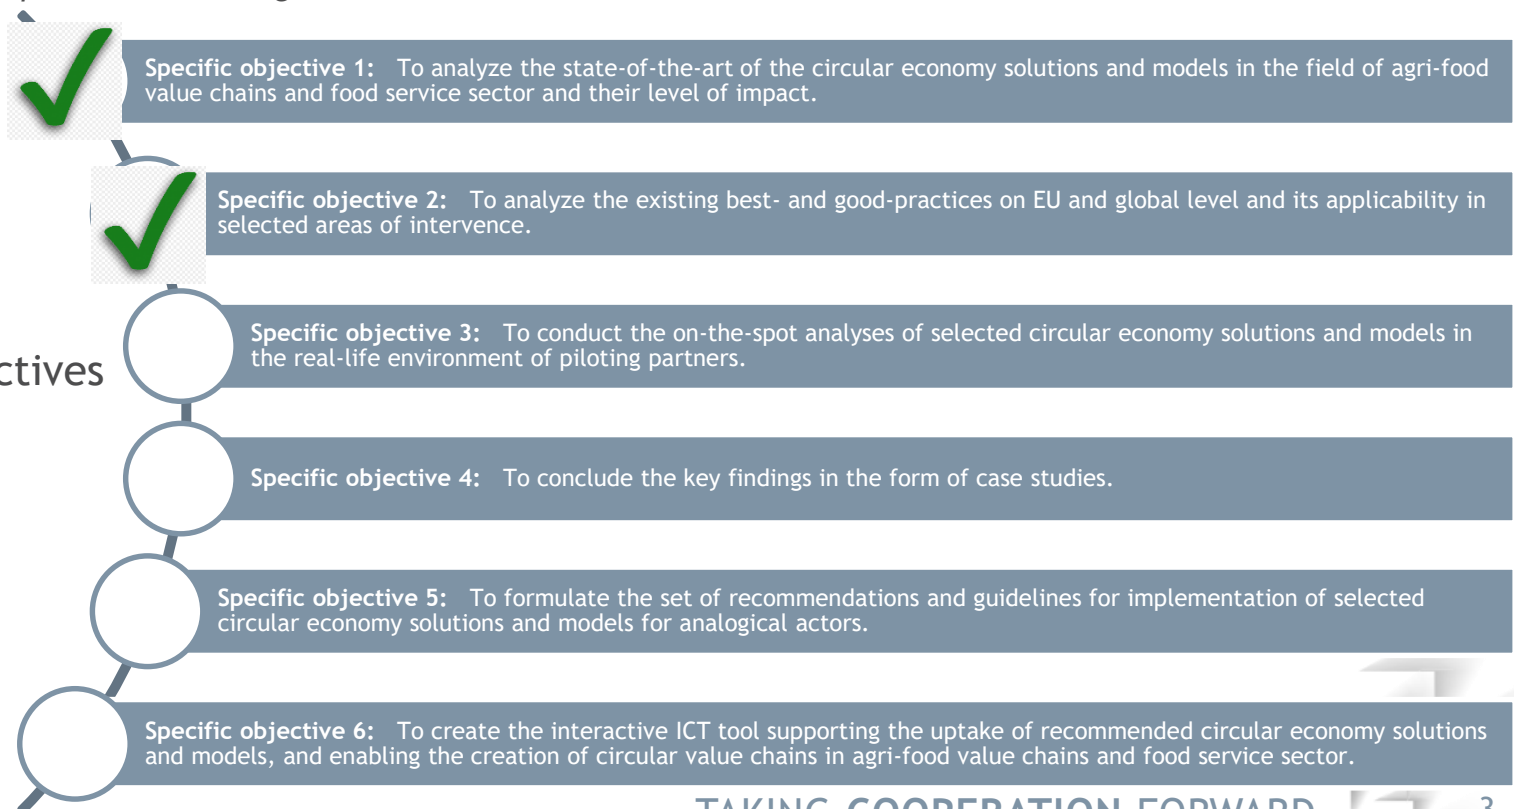 Specific objective 1: To analyze the state-of-the-art of the circular economy solutions and models in the field of agri-food
value chains and food service sector and their level of impact.
Specific objective 2: To analyze the existing best- and good-practices on EU and global level and its applicability in
selected areas of intervence.
Specific objective 3: To conduct the on-the-spot analyses of selected circular economy solutions and models in
the real-life environment of piloting partners.
ctives
Specific objective 4: To conclude the key findings in the form of case studies.
Specific objective 5: To formulate the set of recommendations and guidelines for implementation of selected
circular economy solutions and models for analogical actors.
Specific objective 6: To create the interactive ICT tool supporting the uptake of recommended circular economy solutions
and models, and enabling the creation of circular value chains in agri-food value chains and food service sector.
TAKING COOPERATION FORWARD
3